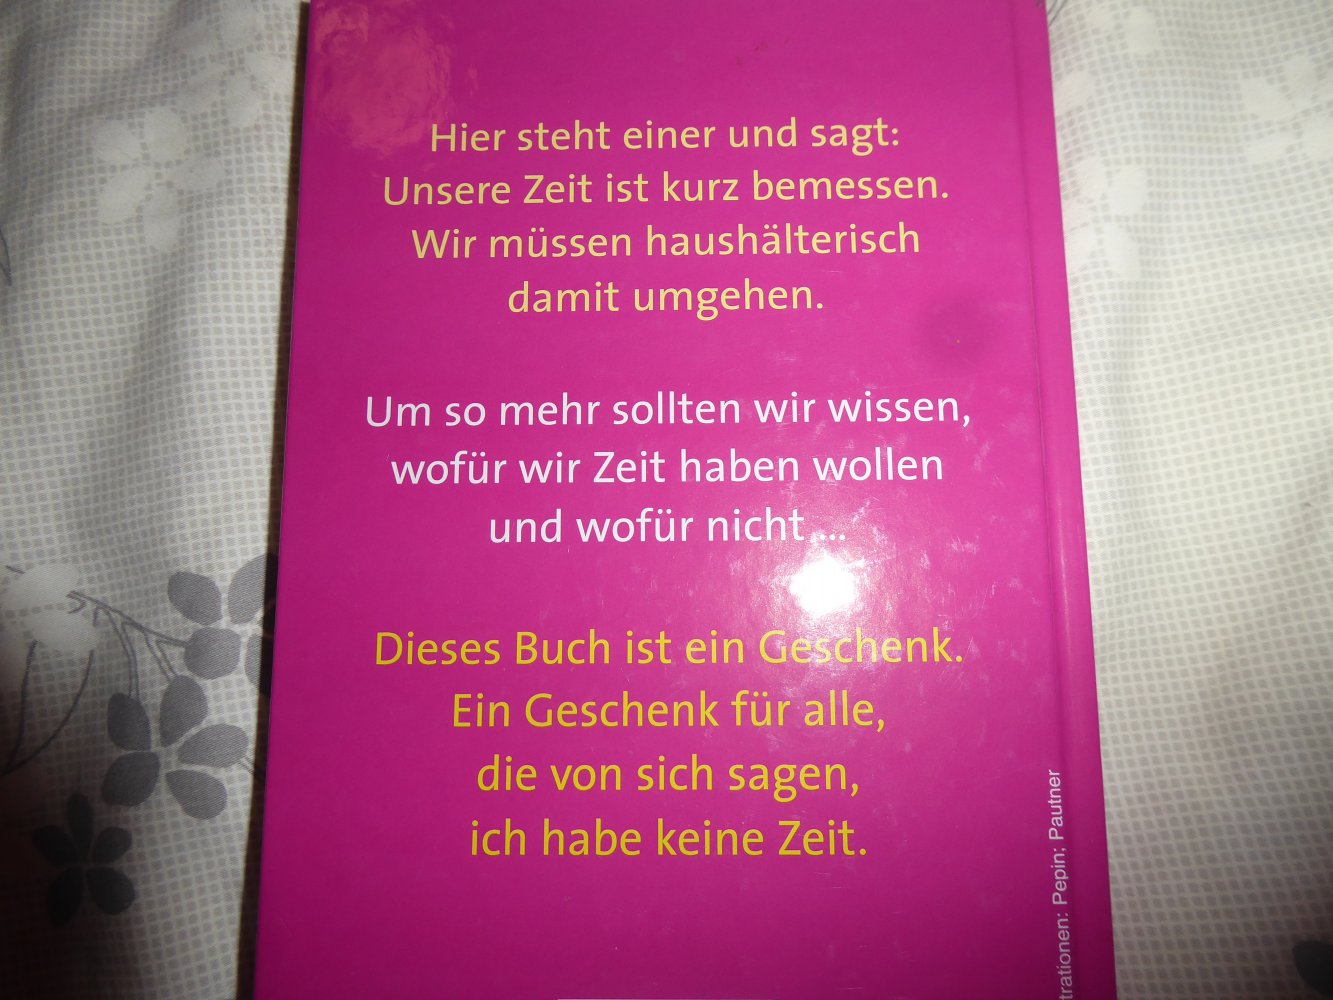 Hier steht einer und sagt:
Unsere Zeit ist kurz bemessen.
Wir müssen haushälterisch
damit umgehen.
Um so mehr sollten wir wissen,
wofür wir Zeit haben wollen
und wofür nicht ...
Dieses Buch ist ein Geschenk.
Ein Geschenk für alle,
die von sich sagen,
ich habe keine Zeit.
trationen: Pepin; Pautner